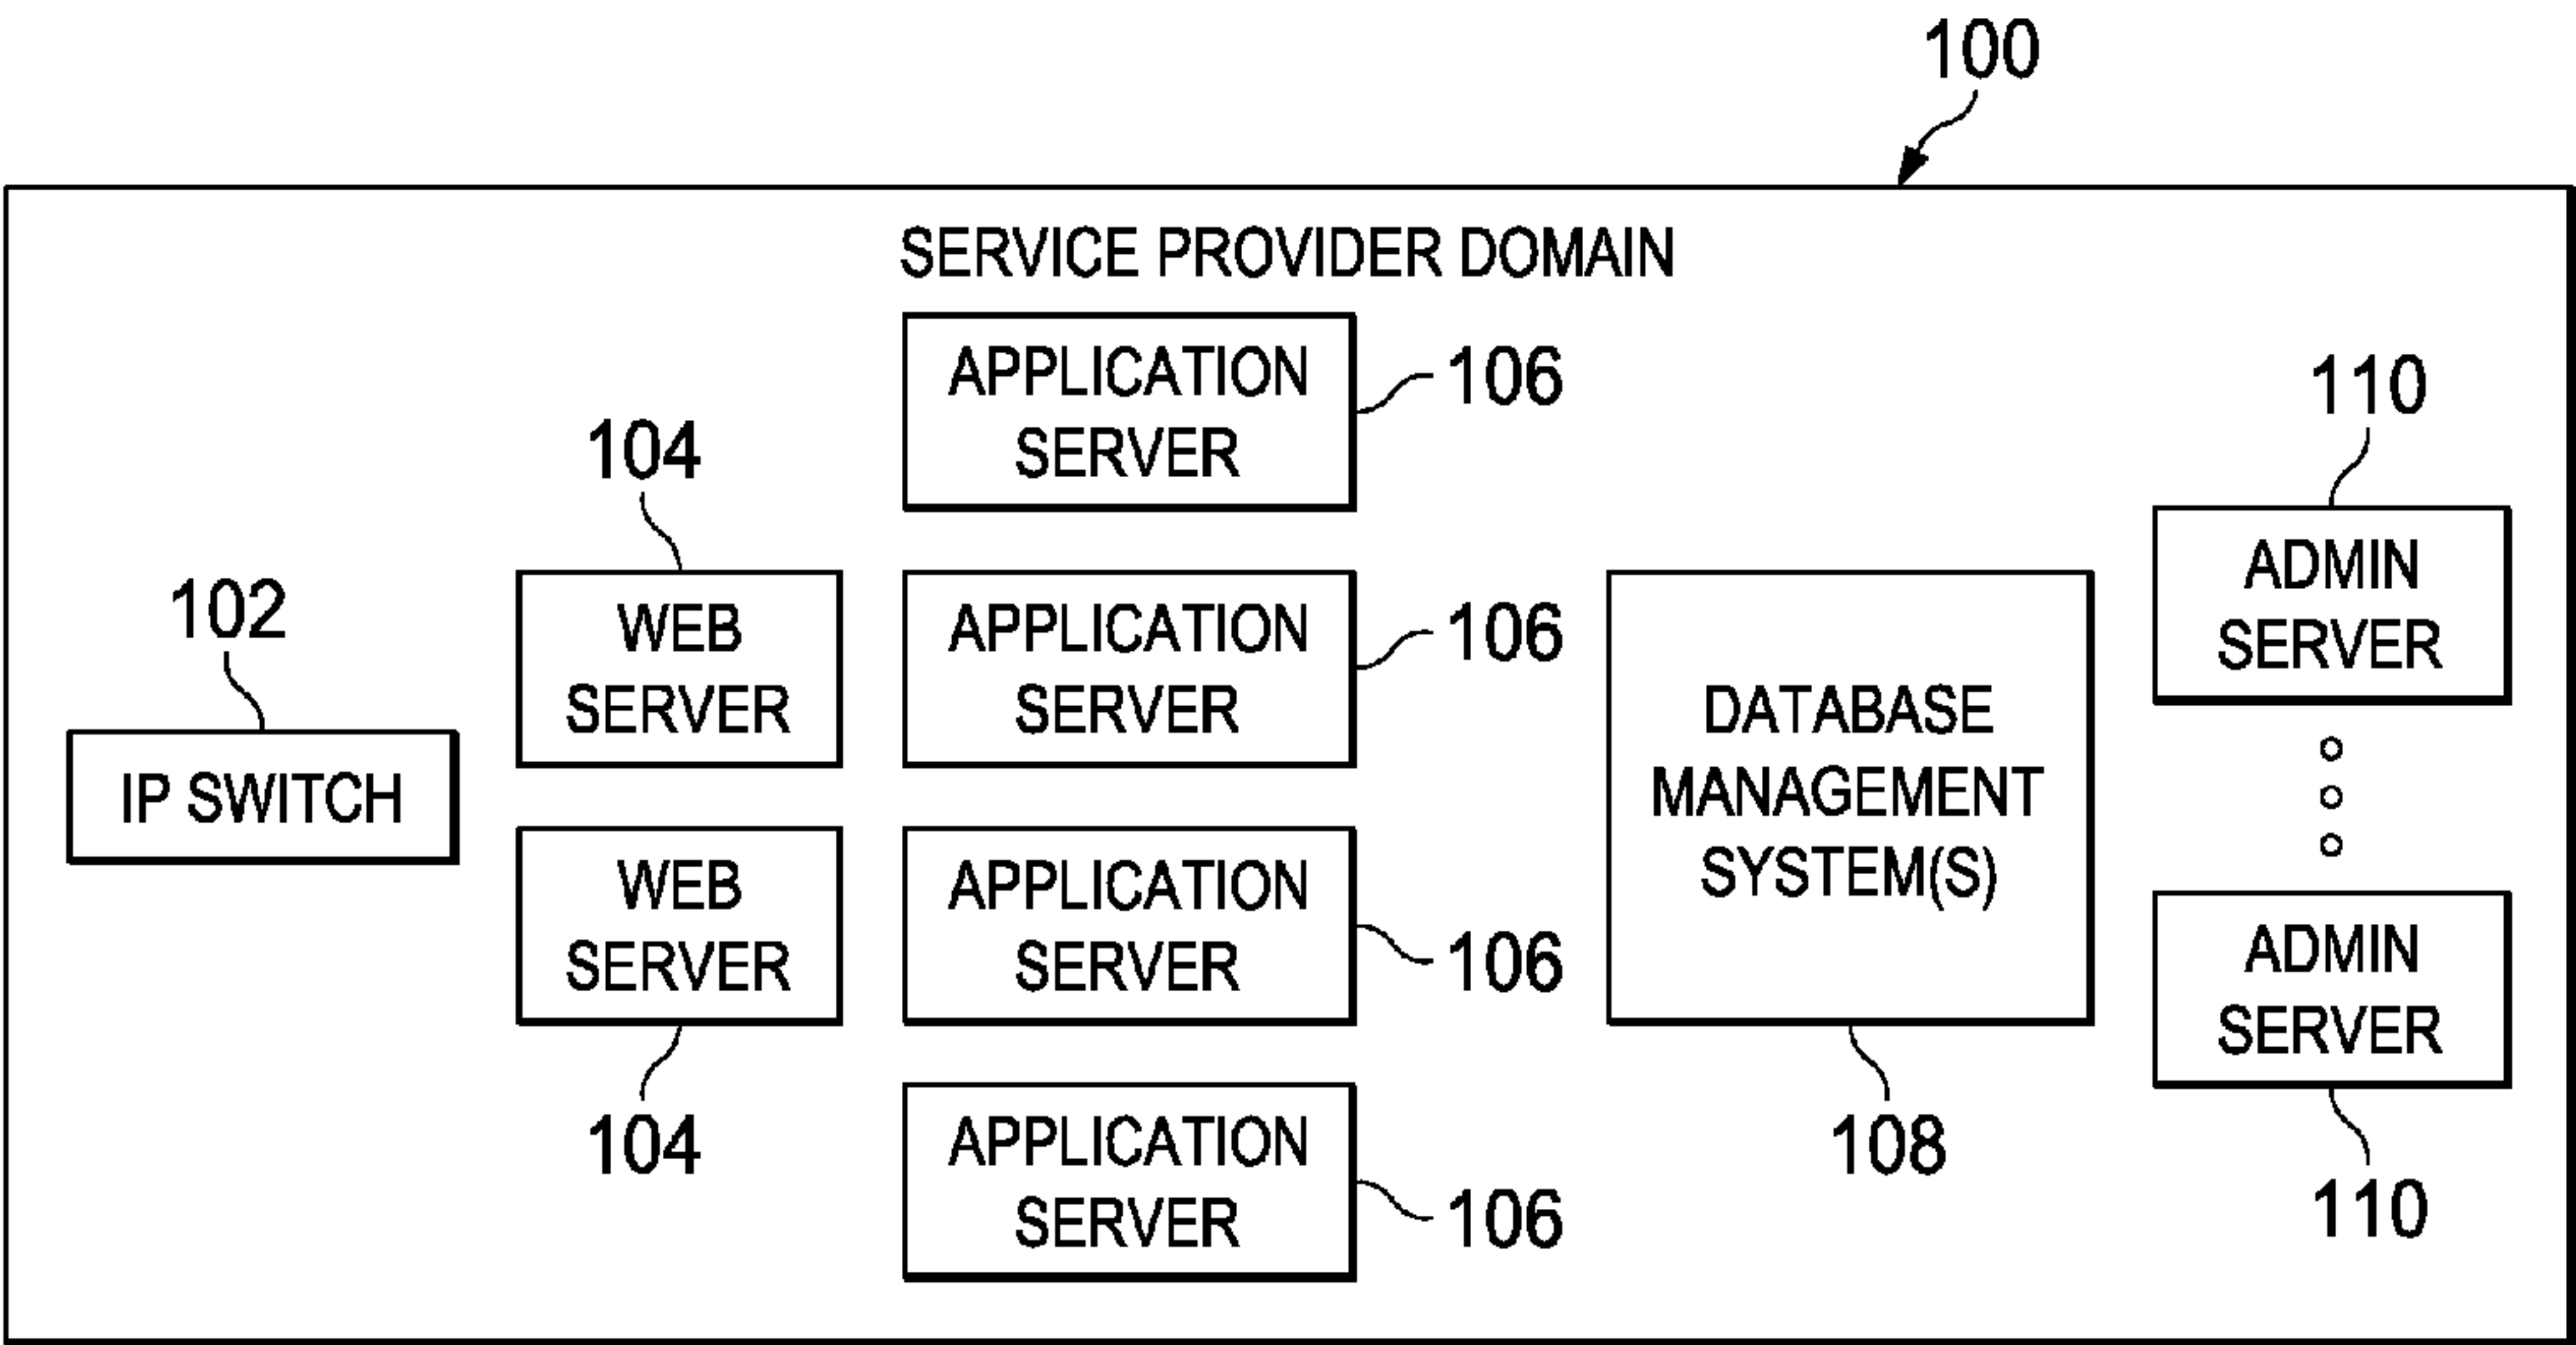 100
SERVICE PROVIDER DOMAIN
102
IP SWITCH
104
WEB
SERVER
WEB
SERVER
104
APPLICATION
SERVER
106
APPLICATION
SERVER
106
APPLICATION
SERVER
106
APPLICATION
SERVER
106
DATABASE
MANAGEMENT
SYSTEM(S)
108
110
ADMIN
SERVER
ADMIN
SERVER
110